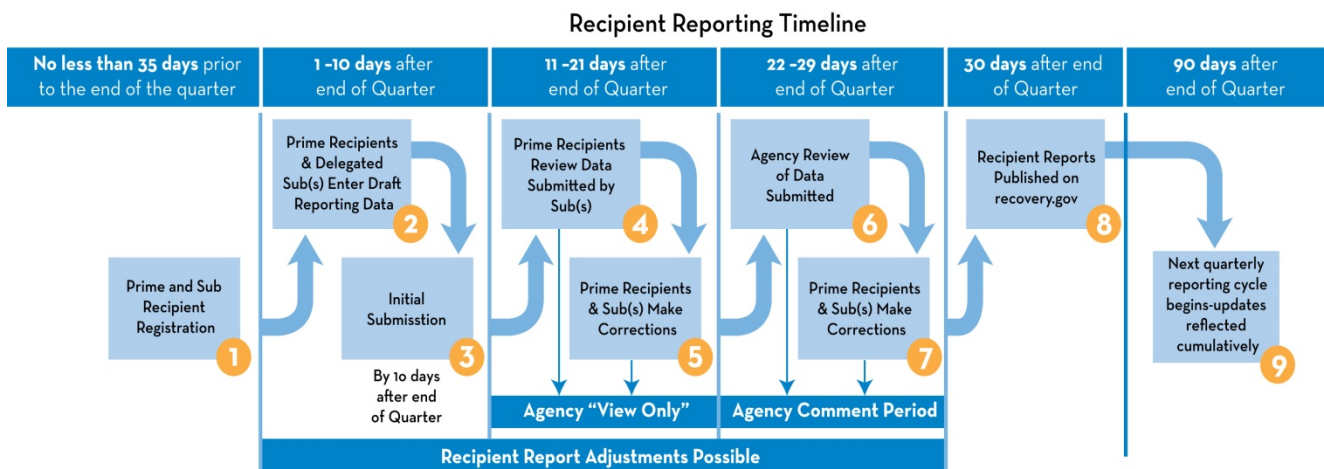 Recipient Reporting Timeline
No less than 35 days prior
to the end of the quarter
1 -10 days after
end of Quarter
11 -21 days after
end of Quarter
22 -29 days after
end of Quarter
30 days after end
of Quarter
90 days after
end of Quarter
Prime and Sub
Recipient
Registration
1
Prime Recipients
& Delegated
Sub(s) Enter Draft
Reporting Data
2
Initial
Submisstion
3
By 10 days
after end
of Quarter
Prime Recipients
Review Data
Submitted by
Sub(s)
4
Prime Recipients
& Sub(s) Make
Corrections
5
Agency "View Only"
Agency Review
of Data
Submitted
6
Prime Recipients
& Sub(s) Make
Corrections
7
Agency Comment Period
Recipient Reports
Published on
recovery.gov
8
Next quarterly
reporting cycle
begins-updates
reflected
cumulatively
9
Recipient Report Adjustments Possible